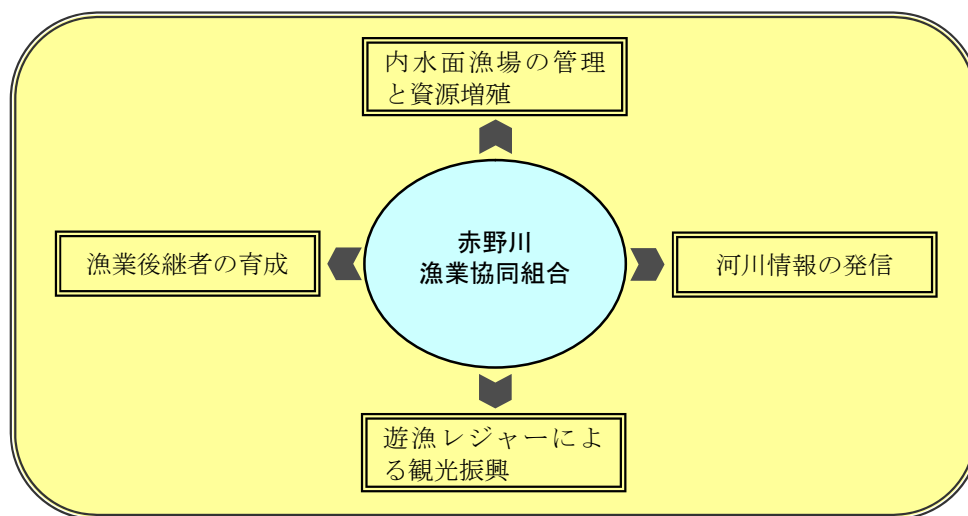 内水面漁場の管理
と資源増殖
赤野川
漁業協同組合
漁業後継者の育成
河川情報の発信
遊漁レジャーによ
る観光振興